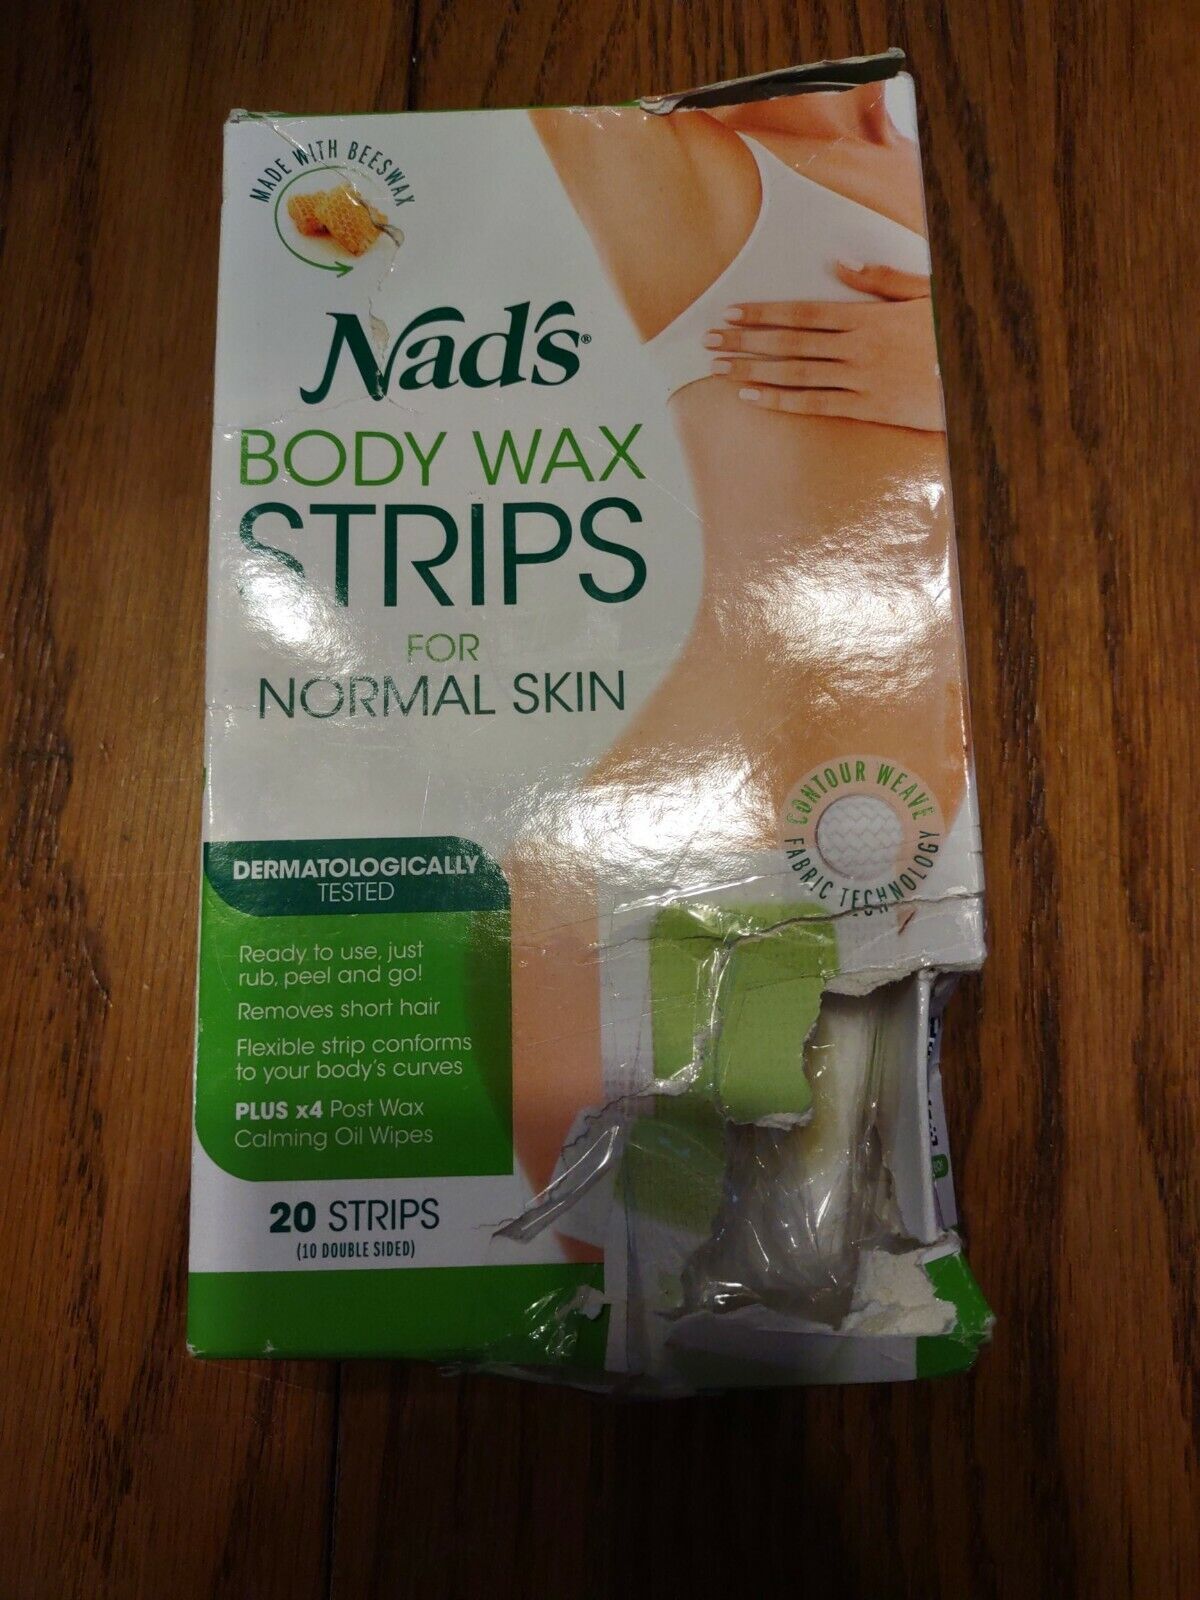 MADE WITH BEESWAX
Nad's®
BODY WAX
STRIPS
FOR
NORMAL SKIN
CONTOUR WEAVE
FABRIC TECHNOLOGY
DERMATOLOGICALLY
TESTED
Ready to use, just
rub, peel and go!
Removes short hair
Flexible strip conforms
to your body's curves
PLUS x4 Post Wax
Calming Oil Wipes
20 STRIPS
(10 DOUBLE SIDED)